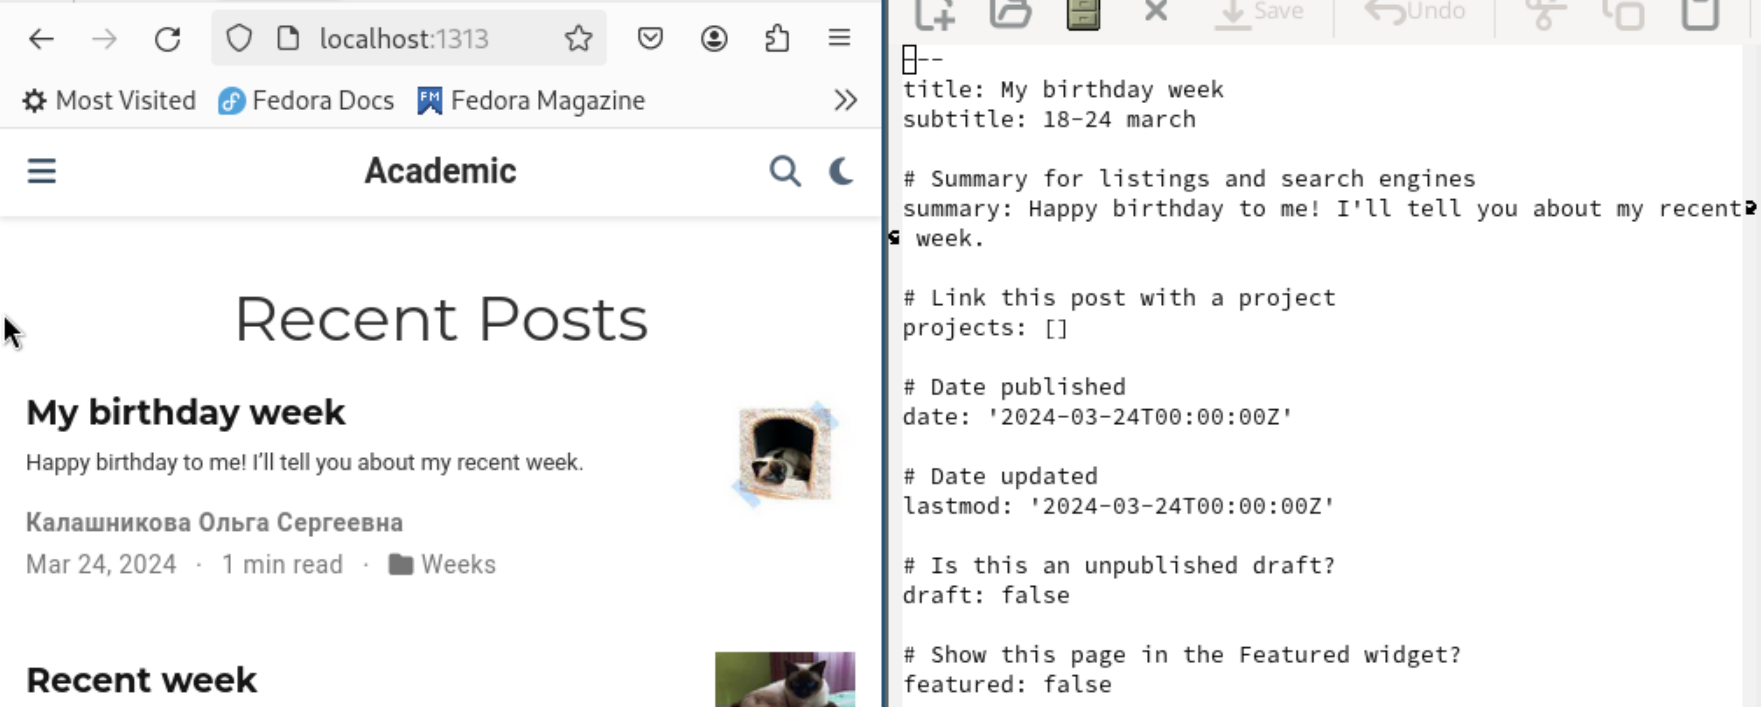 localhost:1313
Most Visited Fedora Docs FM Fedora Magazine
Academic
Recent Posts
My birthday week
Happy birthday to me! I'll tell you about my recent week.
Калашникова Ольга Сергеевна
Mar 24, 2024 · 1 min read · Weeks
Recent week
Save Undo
---
title: My birthday week
subtitle: 18-24 march
# Summary for listings and search engines
summary: Happy birthday to me! I'll tell you about my recent
week.
# Link this post with a project
projects: []
# Date published
date: '2024-03-24T00:00:00Z'
# Date updated
lastmod: '2024-03-24T00:00:00Z'
# Is this an unpublished draft?
draft: false
# Show this page in the Featured widget?
featured: false